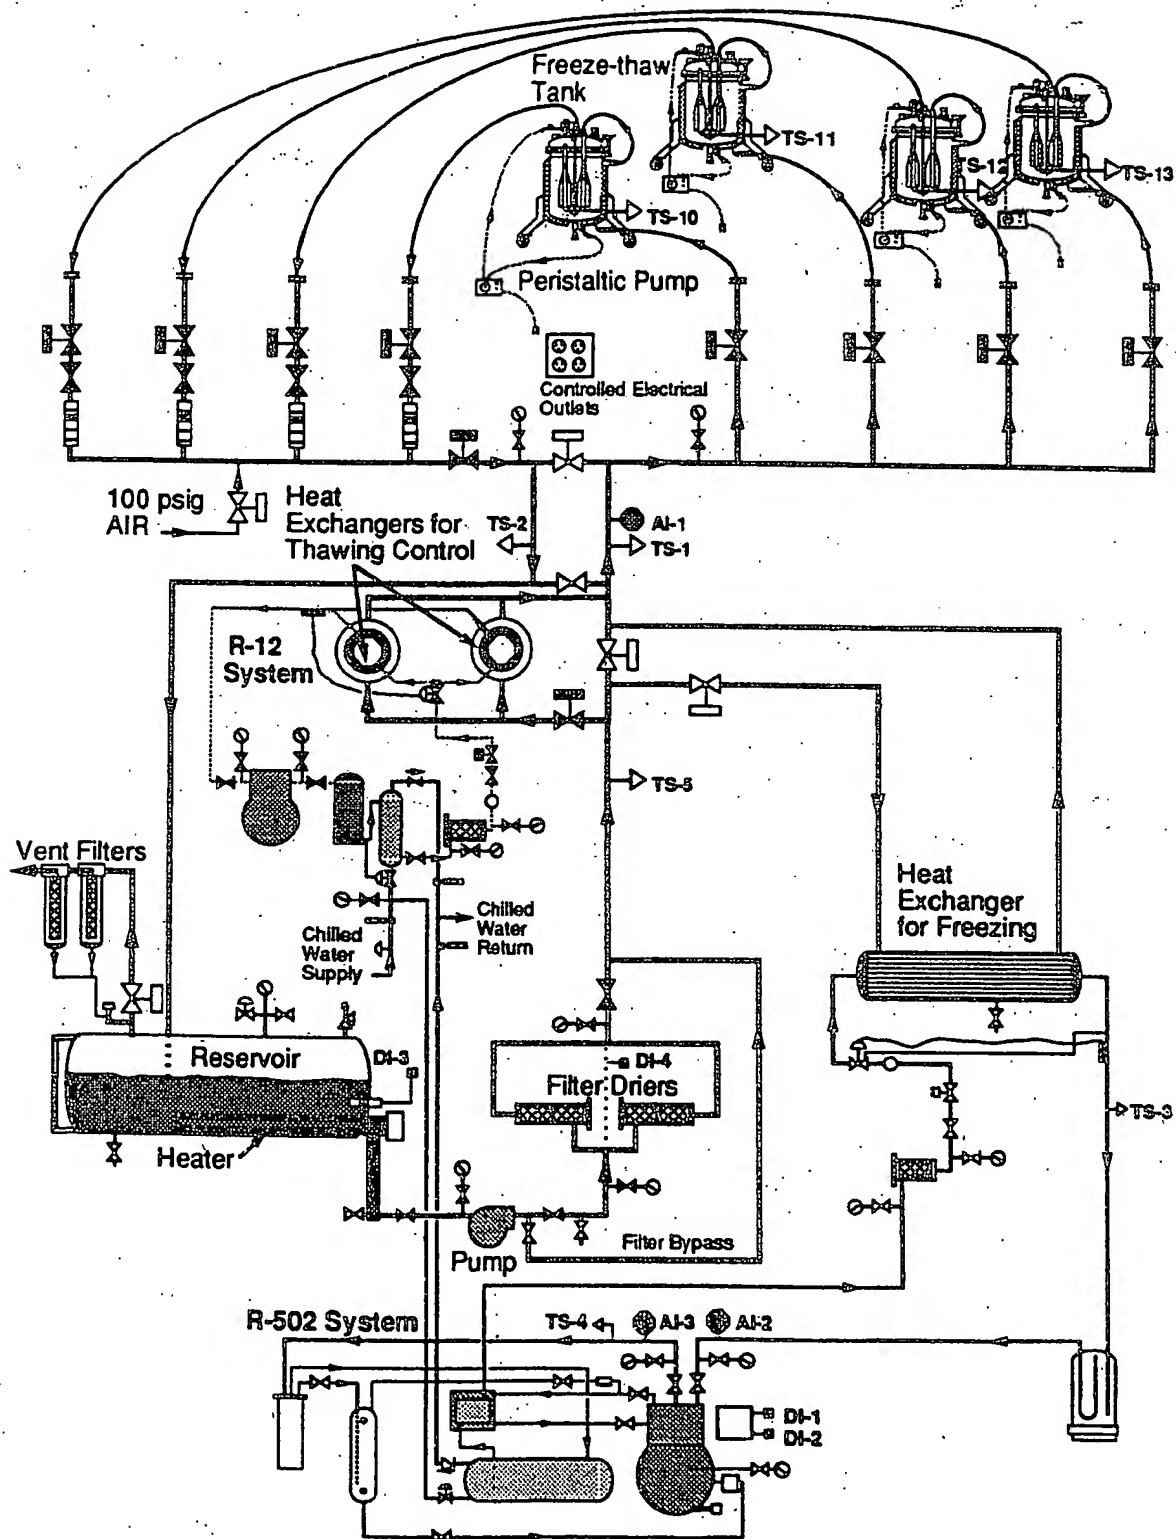 Freeze-thaw
Tank
TS-11
TS-12
TS-13
TS-10
Peristaltic Pump
Controlled Electrical
Outlets
100 psig
AIR
Heat
Exchangers for
Thawing Control
TS-2
AI-1
TS-1
R-12
System
TS-5
Vent Filters
Heat
Exchanger
for Freezing
Chilled
Water
Return
Chilled
Water
Supply
Reservoir
DI-3
DI-4
Filter Driers
TS-3
Heater
Filter Bypass
Pump
R-502 System
TS-4
AI-3
AI-2
DI-1
DI-2